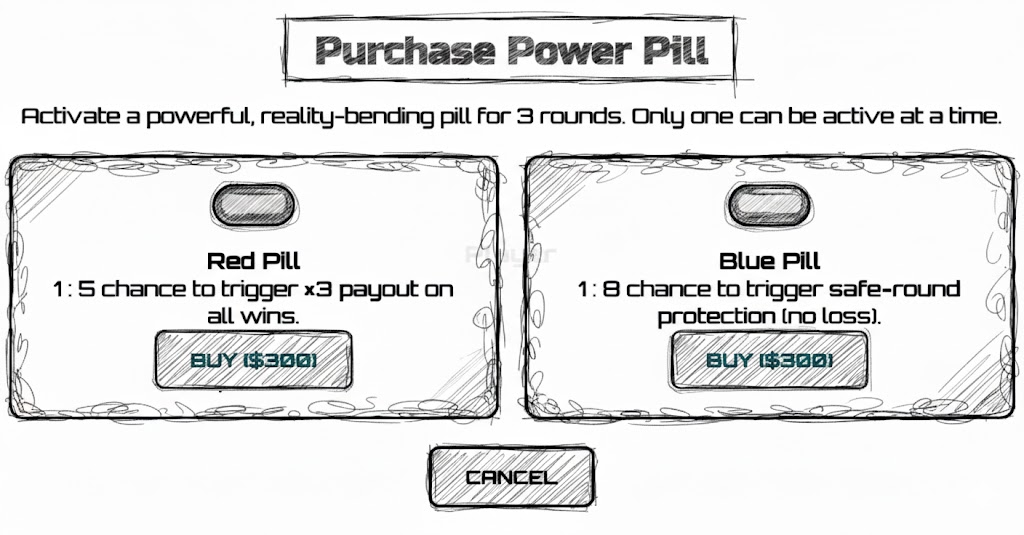 Purchase Power Pill
Activate a powerful, reality-bending pill for 3 rounds. Only one can be active at a time.
Red Pill
1 : 5 chance to trigger x3 payout on
all wins.
BUY ($300)
Player
Blue Pill
1 : 8 chance to trigger safe-round
protection (no loss).
BUY ($300)
CANCEL